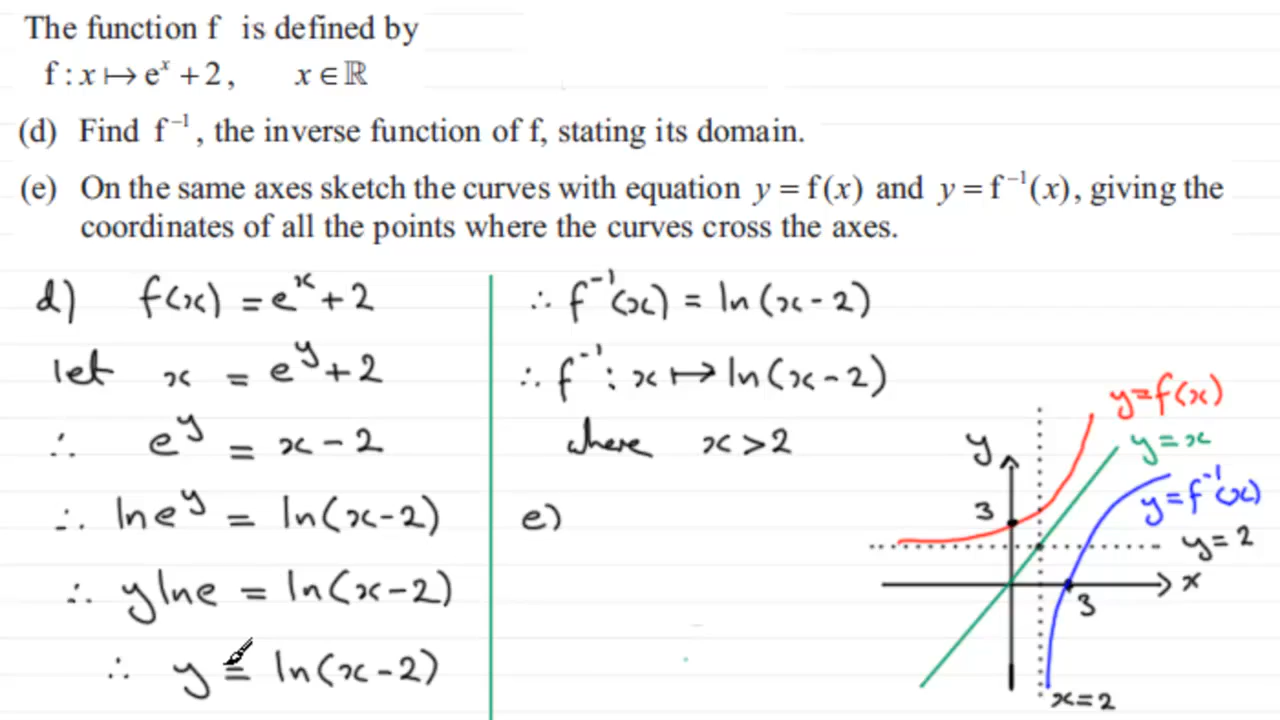 The function f is defined by
f : x ↦ eˣ + 2, x ∈ ℝ
(d) Find f⁻¹, the inverse function of f, stating its domain.
(e) On the same axes sketch the curves with equation y = f(x) and y = f⁻¹(x), giving the
coordinates of all the points where the curves cross the axes.
d) f(x) = eˣ + 2
let x = eʸ + 2
∴ eʸ = x - 2
∴ ln eʸ = ln(x - 2)
∴ y ln e = ln(x - 2)
∴ y = ln(x - 2)
∴ f⁻¹(x) = ln(x - 2)
∴ f⁻¹ : x ↦ ln(x - 2)
where x > 2
e)
y = f(x)
y = x
y
y = f⁻¹(x)
3
y = 2
x
3
x = 2